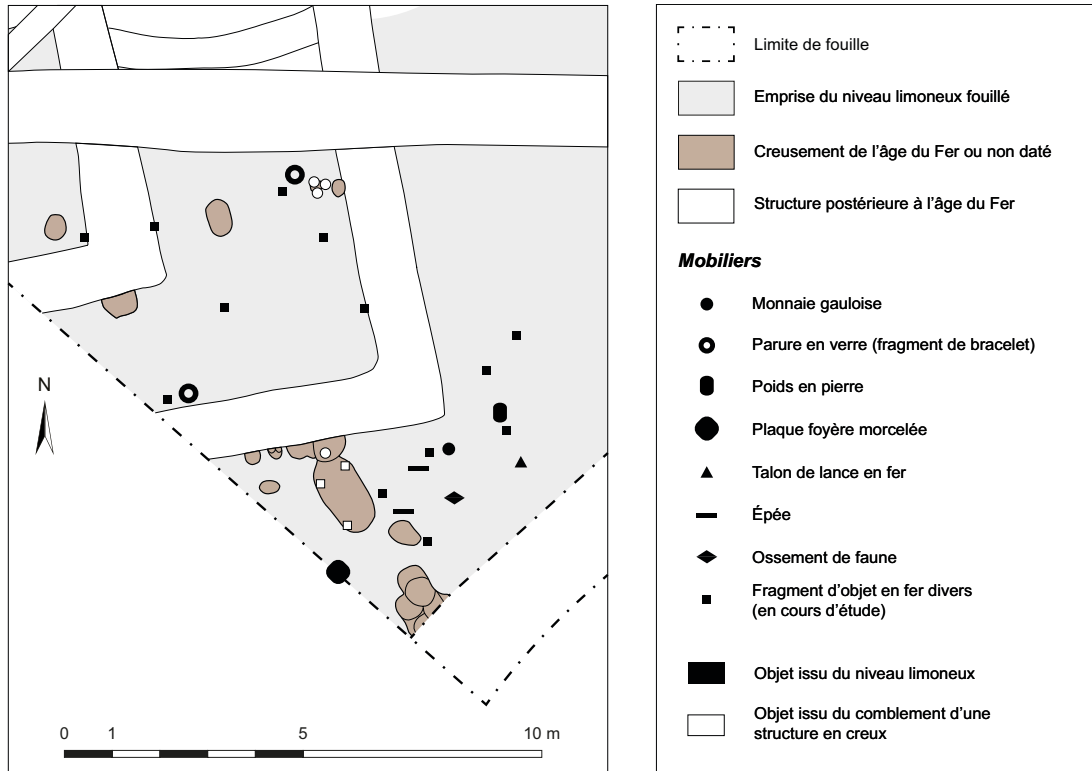 N
0 1 5 10 m
Limite de fouille
Emprise du niveau limoneux fouillé
Creusement de l’âge du Fer ou non daté
Structure postérieure à l’âge du Fer
Mobiliers
Monnaie gauloise
Parure en verre (fragment de bracelet)
Poids en pierre
Plaque foyère morcelée
Talon de lance en fer
Épée
Ossement de faune
Fragment d’objet en fer divers
(en cours d’étude)
Objet issu du niveau limoneux
Objet issu du comblement d’une
structure en creux